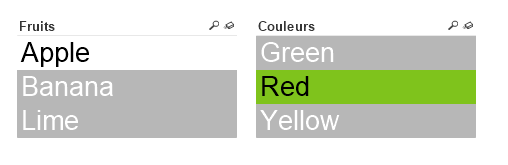 Fruits
Apple
Banana
Lime
Couleurs
Green
Red
Yellow